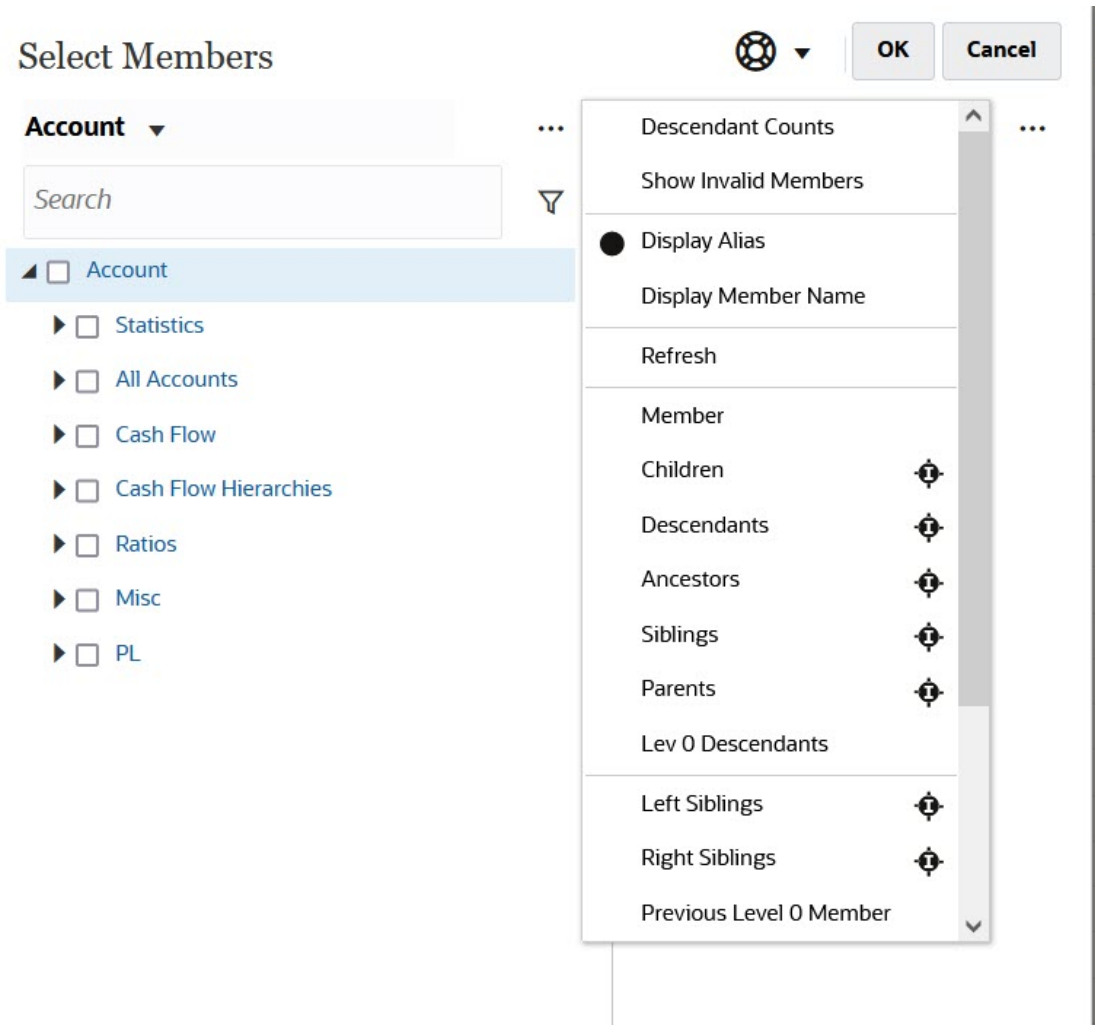 Select Members
OK
Cancel
Account
Search
Account
Statistics
All Accounts
Cash Flow
Cash Flow Hierarchies
Ratios
Misc
PL
Descendant Counts
Show Invalid Members
Display Alias
Display Member Name
Refresh
Member
Children
Descendants
Ancestors
Siblings
Parents
Lev 0 Descendants
Left Siblings
Right Siblings
Previous Level 0 Member